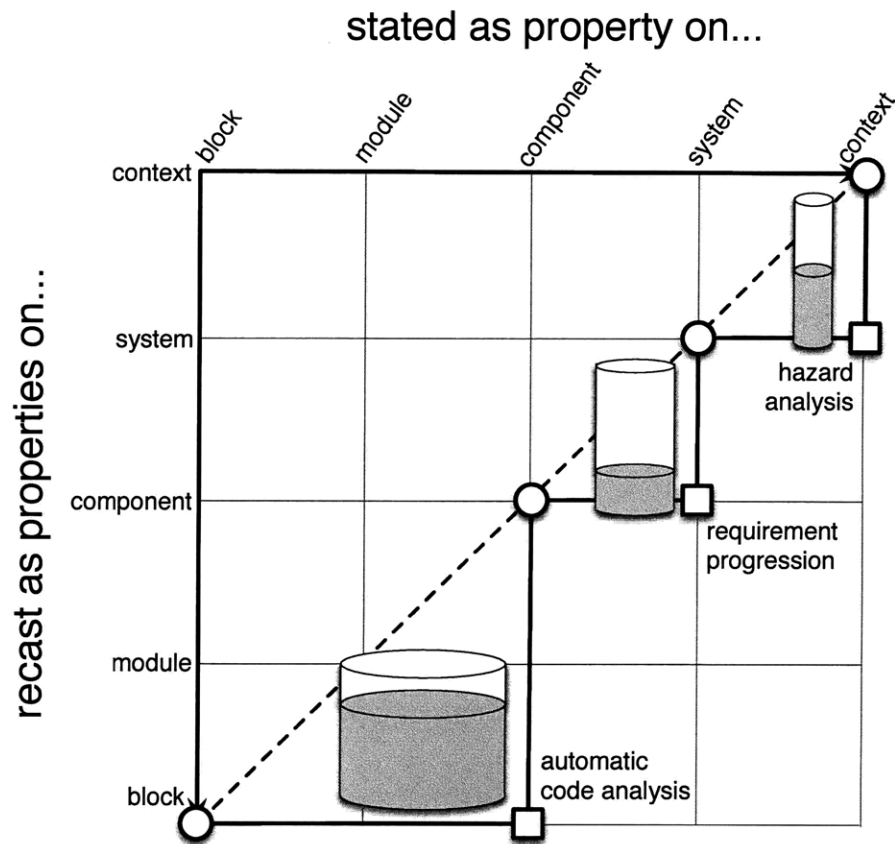 stated as property on...
block
module
component
system
context
recast as properties on...
context
system
component
module
block
hazard
analysis
requirement
progression
automatic
code analysis